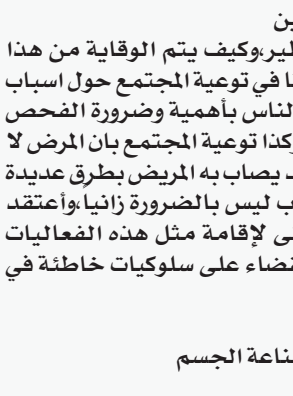 ين
لير،وكيف يتم الوقاية من هذا
ا في توعية المجتمع حول اسباب
لناس بأهمية وضرورة الفحص
كذا توعية المجتمع بان المرض لا
د يصاب به المريض بطرق عديدة
ب ليس بالضرورة زانياً،وأعتقد
ى لإقامة مثل هذه الفعاليات
ضاء على سلوكيات خاطئة في
ناعة الجسم